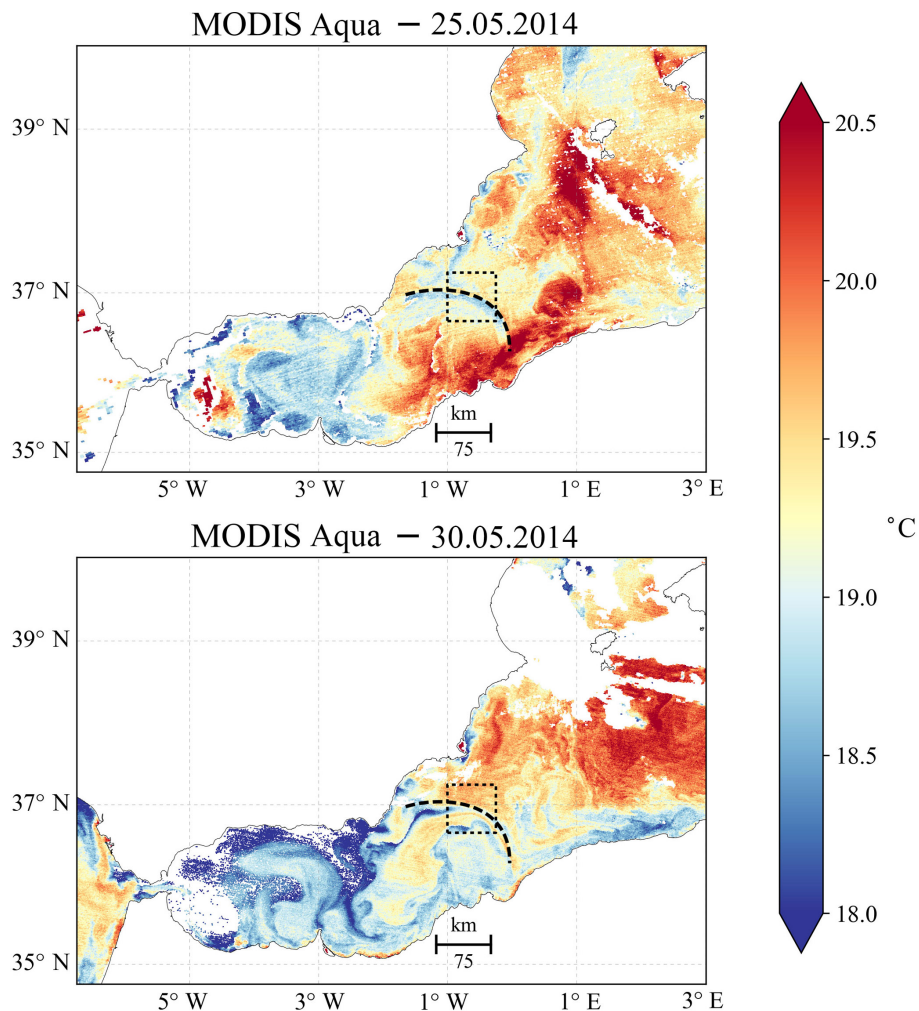 MODIS Aqua – 25.05.2014
39° N
37° N
35° N
km
75
5° W 3° W 1° W 1° E 3° E
MODIS Aqua – 30.05.2014
39° N
37° N
35° N
km
75
5° W 3° W 1° W 1° E 3° E
20.5
20.0
19.5
19.0
18.5
18.0
°C